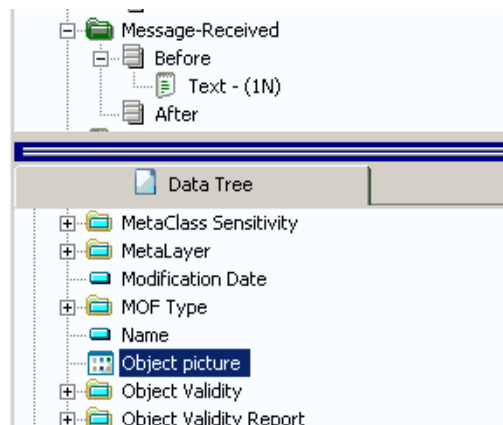 Message-Received
Before
Text - (1N)
After
Data Tree
MetaClass Sensitivity
MetaLayer
Modification Date
MOF Type
Name
Object picture
Object Validity
Object Validity Report